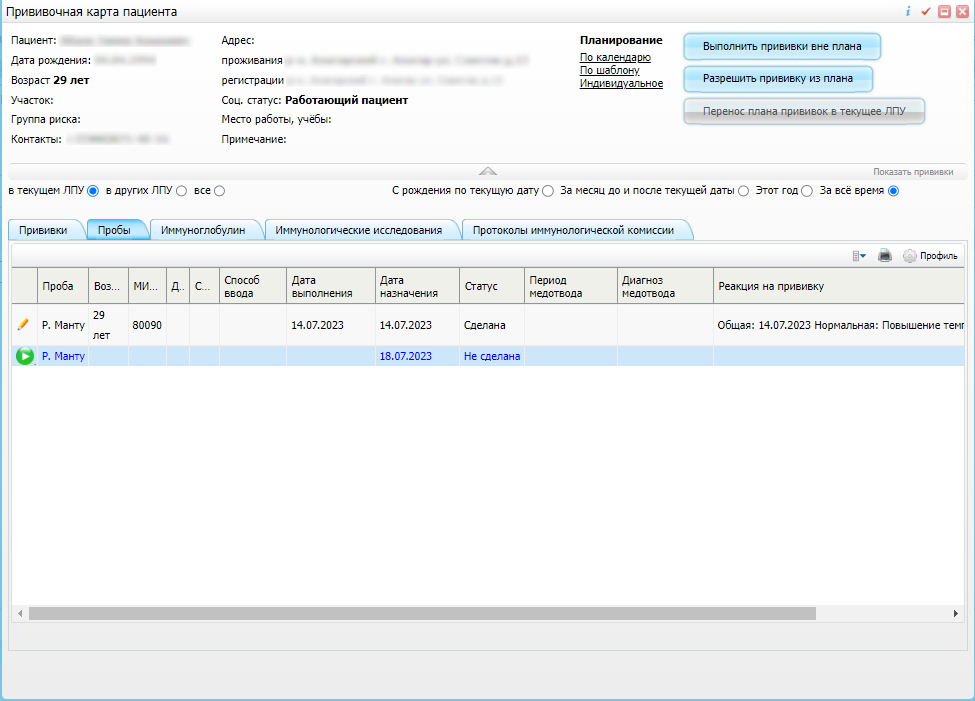 Прививочная карта пациента
Пациент:
Дата рождения:
Возраст 29 лет
Участок:
Группа риска:
Контакты:
Адрес:
проживания
регистрации
Соц. статус: Работающий пациент
Место работы, учёбы:
Примечание:
Планирование
По календарю
По шаблону
Индивидуальное
Выполнить прививки вне плана
Разрешить прививку из плана
Перенос плана прививок в текущее ЛПУ
Показать прививки
в текущем ЛПУ в других ЛПУ все С рождения по текущую дату За месяц до и после текущей даты Этот год За всё время
Прививки Пробы Иммуноглобулин Иммунологические исследования Протоколы иммунологической комиссии
Профиль
Проба Воз... МИ... Д.. С... Способ ввода Дата выполнения Дата назначения Статус Период медотвода Диагноз медотвода Реакция на прививку
Р. Манту 29 лет 80090 14.07.2023 14.07.2023 Сделана Общая: 14.07.2023 Нормальная: Повышение темп
Р. Манту 18.07.2023 Не сделана